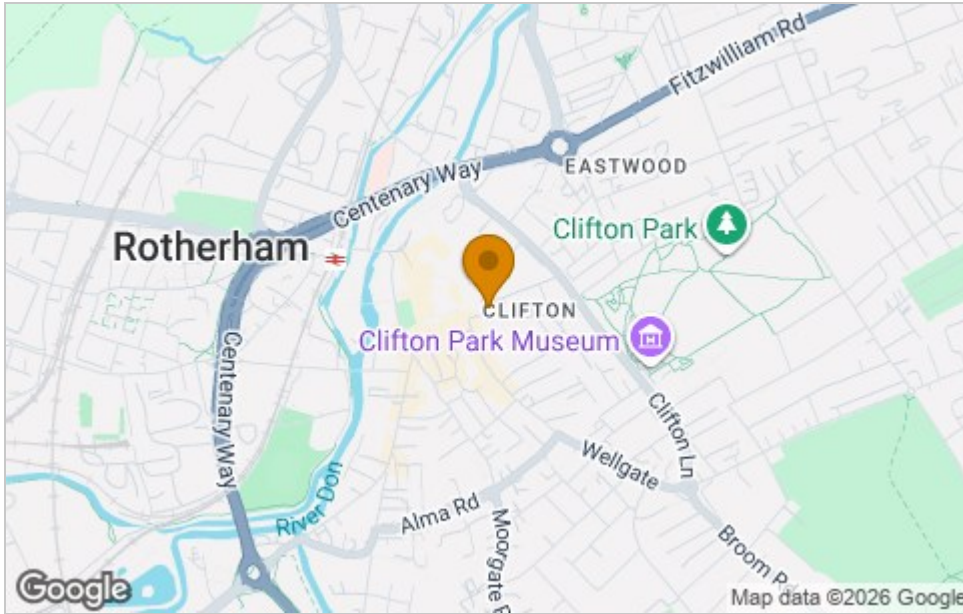 Fitzwilliam Rd
EASTWOOD
Centenary Way
Clifton Park
Rotherham
CLIFTON
Clifton Park Museum
Centenary Way
Clifton Ln
Wellgate
River Don
Alma Rd
Moorgate
Broom
Google
Map data ©2026 Google